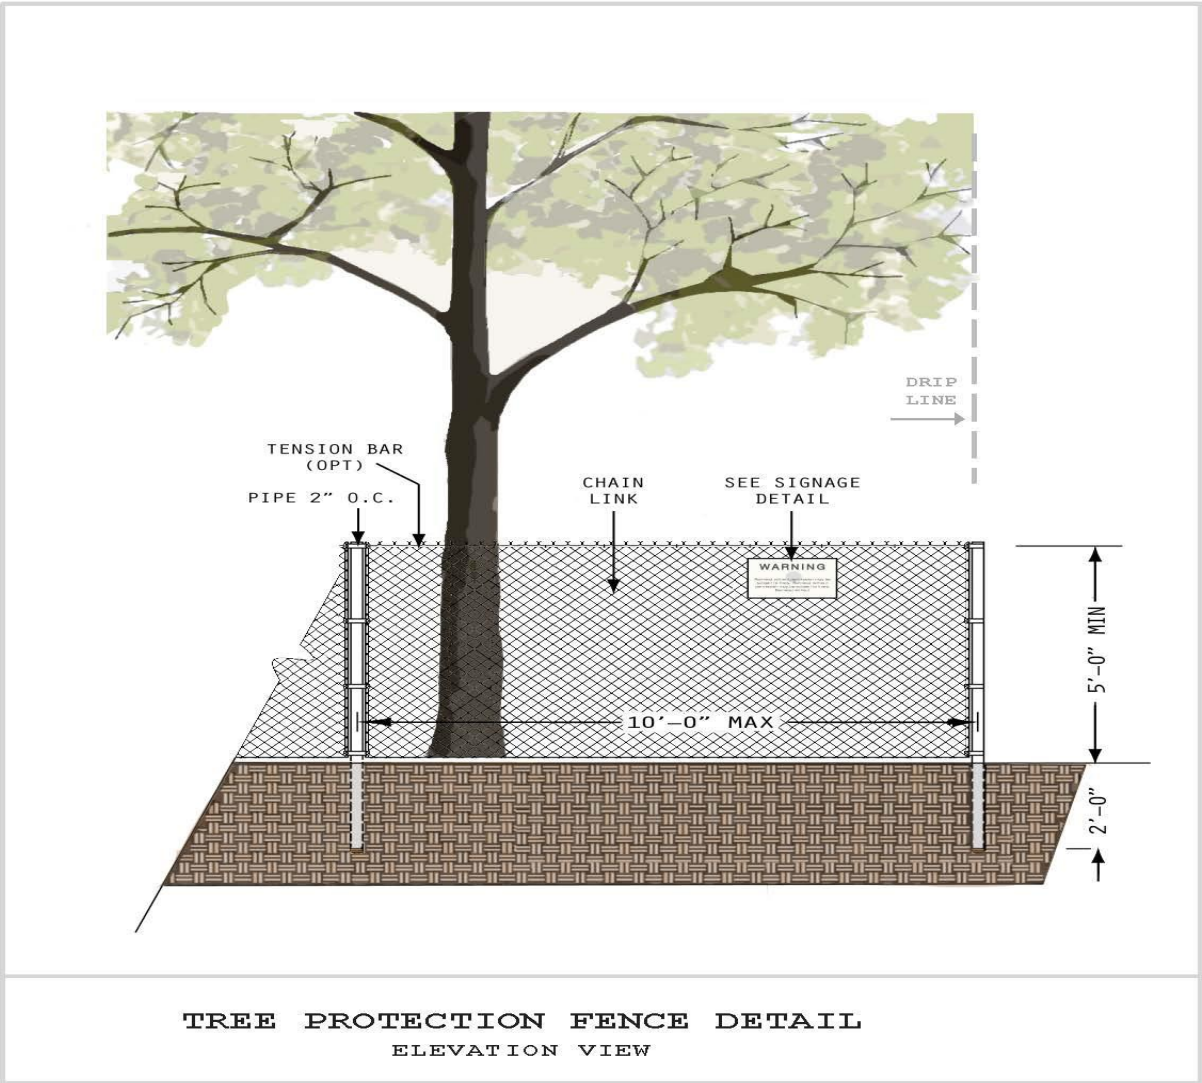 DRIP
LINE
TENSION BAR
(OPT)
PIPE 2” O.C.
CHAIN
LINK
SEE SIGNAGE
DETAIL
WARNING
5’-0” MIN
10’-0” MAX
2’-0”
TREE PROTECTION FENCE DETAIL
ELEVATION VIEW